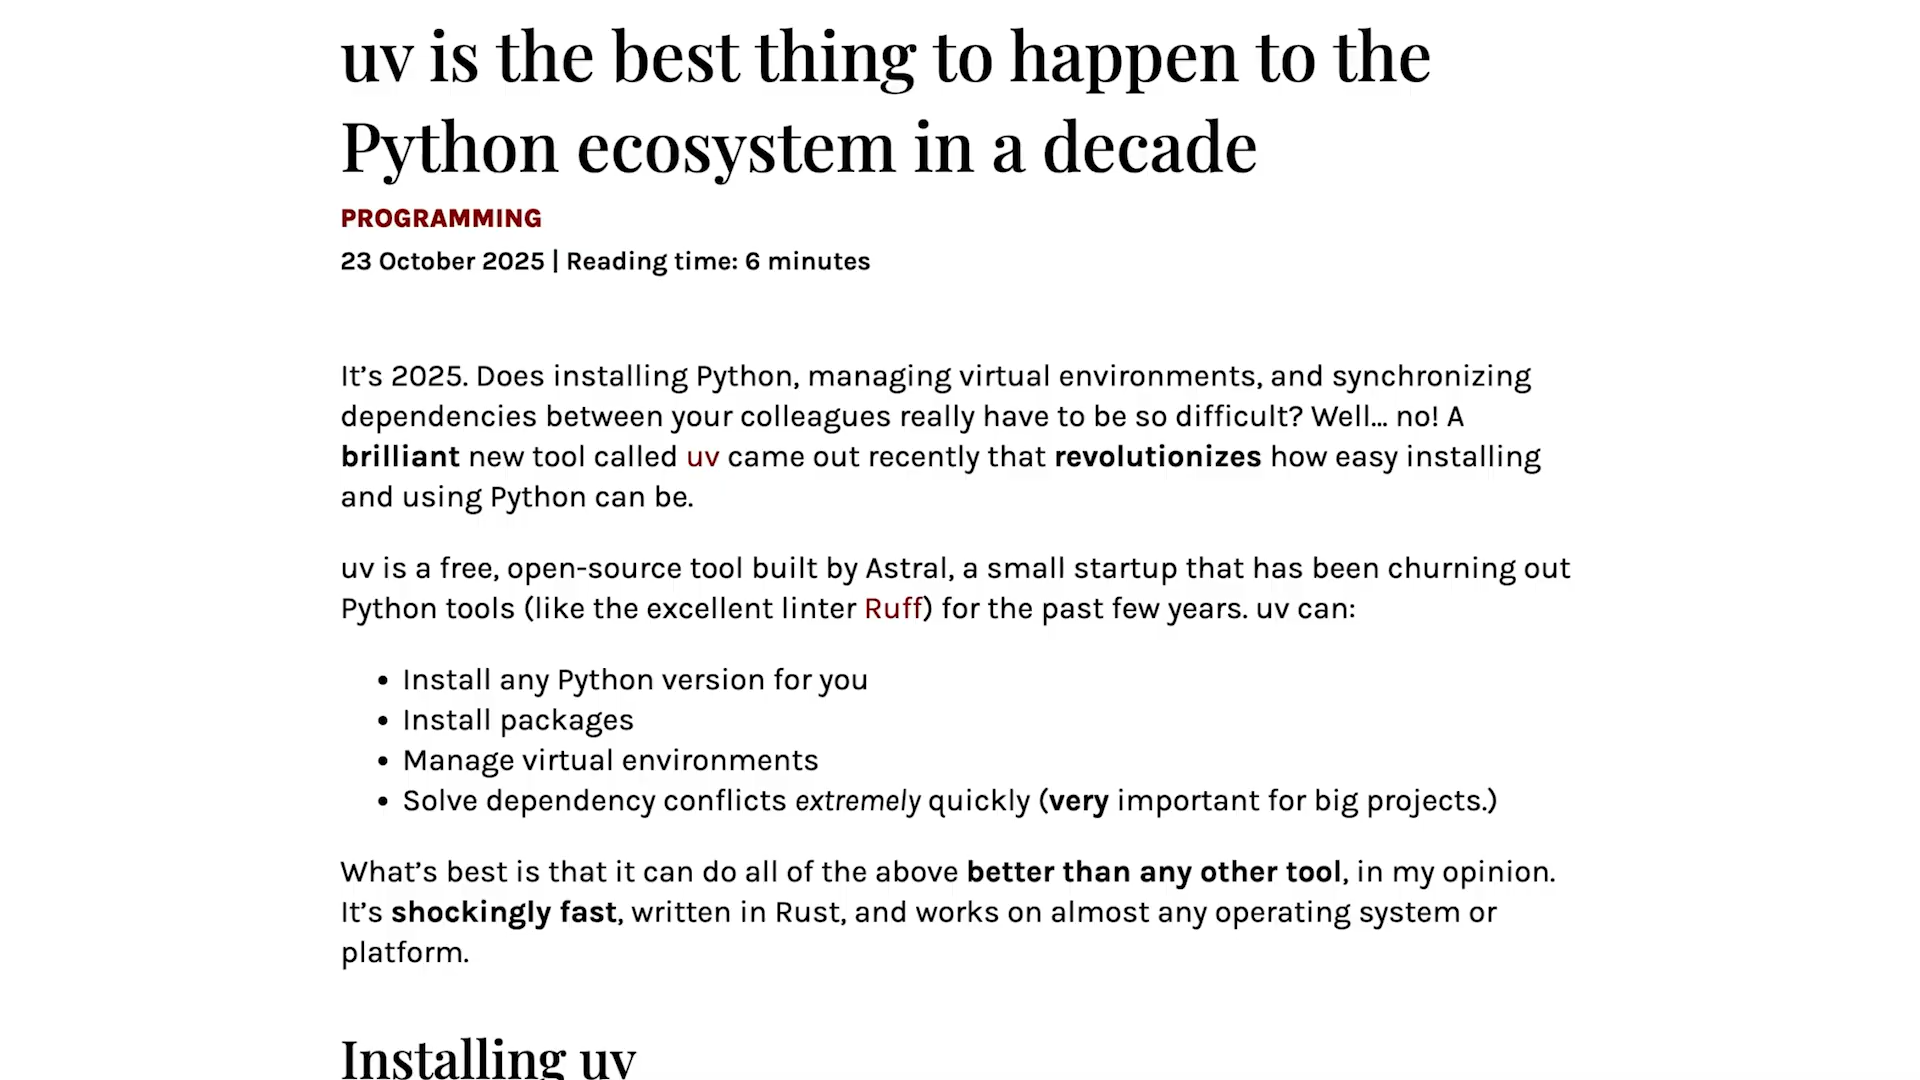 uv is the best thing to happen to the
Python ecosystem in a decade
PROGRAMMING
23 October 2025 | Reading time: 6 minutes
It’s 2025. Does installing Python, managing virtual environments, and synchronizing
dependencies between your colleagues really have to be so difficult? Well… no! A
brilliant new tool called uv came out recently that revolutionizes how easy installing
and using Python can be.
uv is a free, open-source tool built by Astral, a small startup that has been churning out
Python tools (like the excellent linter Ruff) for the past few years. uv can:
• Install any Python version for you
• Install packages
• Manage virtual environments
• Solve dependency conflicts extremely quickly (very important for big projects.)
What’s best is that it can do all of the above better than any other tool, in my opinion.
It’s shockingly fast, written in Rust, and works on almost any operating system or
platform.
Installing uv